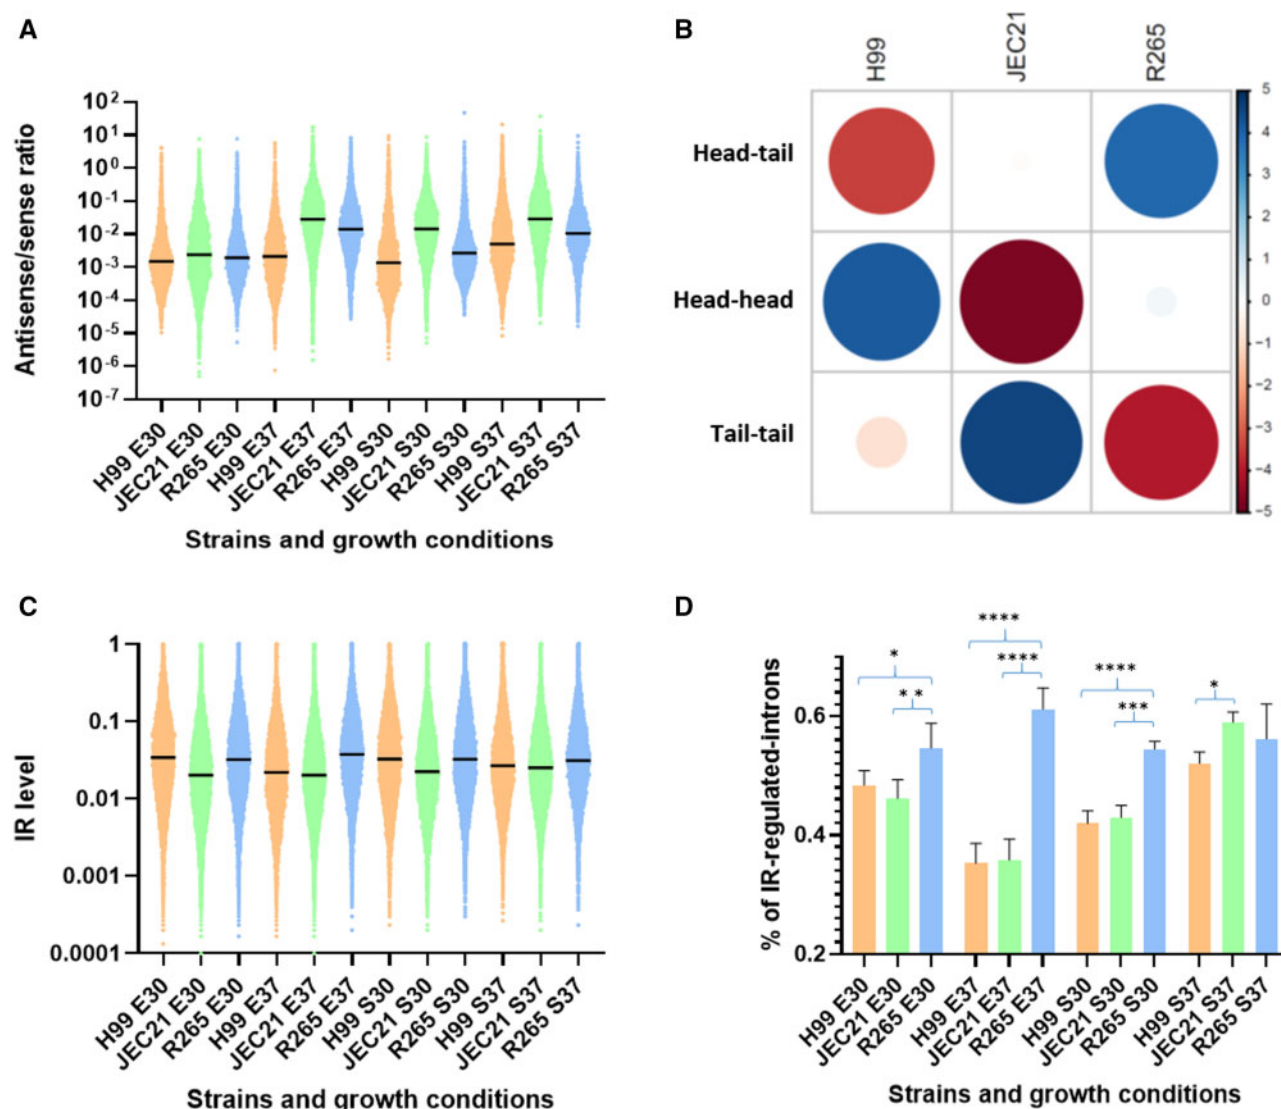 A
Antisense/sense ratio
10²
10¹
10⁰
10⁻¹
10⁻²
10⁻³
10⁻⁴
10⁻⁵
10⁻⁶
10⁻⁷
H99 E30
JEC21 E30
R265 E30
H99 E37
JEC21 E37
R265 E37
H99 S30
JEC21 S30
R265 S30
H99 S37
JEC21 S37
R265 S37
Strains and growth conditions
B
H99
JEC21
R265
Head-tail
Head-head
Tail-tail
5
4
3
2
1
0
−1
−2
−3
−4
−5
C
IR level
1
0.1
0.01
0.001
0.0001
H99 E30
JEC21 E30
R265 E30
H99 E37
JEC21 E37
R265 E37
H99 S30
JEC21 S30
R265 S30
H99 S37
JEC21 S37
R265 S37
Strains and growth conditions
D
% of IR-regulated-introns
0.6
0.4
0.2
*
**
****
****
****
***
*
H99 E30
JEC21 E30
R265 E30
H99 E37
JEC21 E37
R265 E37
H99 S30
JEC21 S30
R265 S30
H99 S37
JEC21 S37
R265 S37
Strains and growth conditions